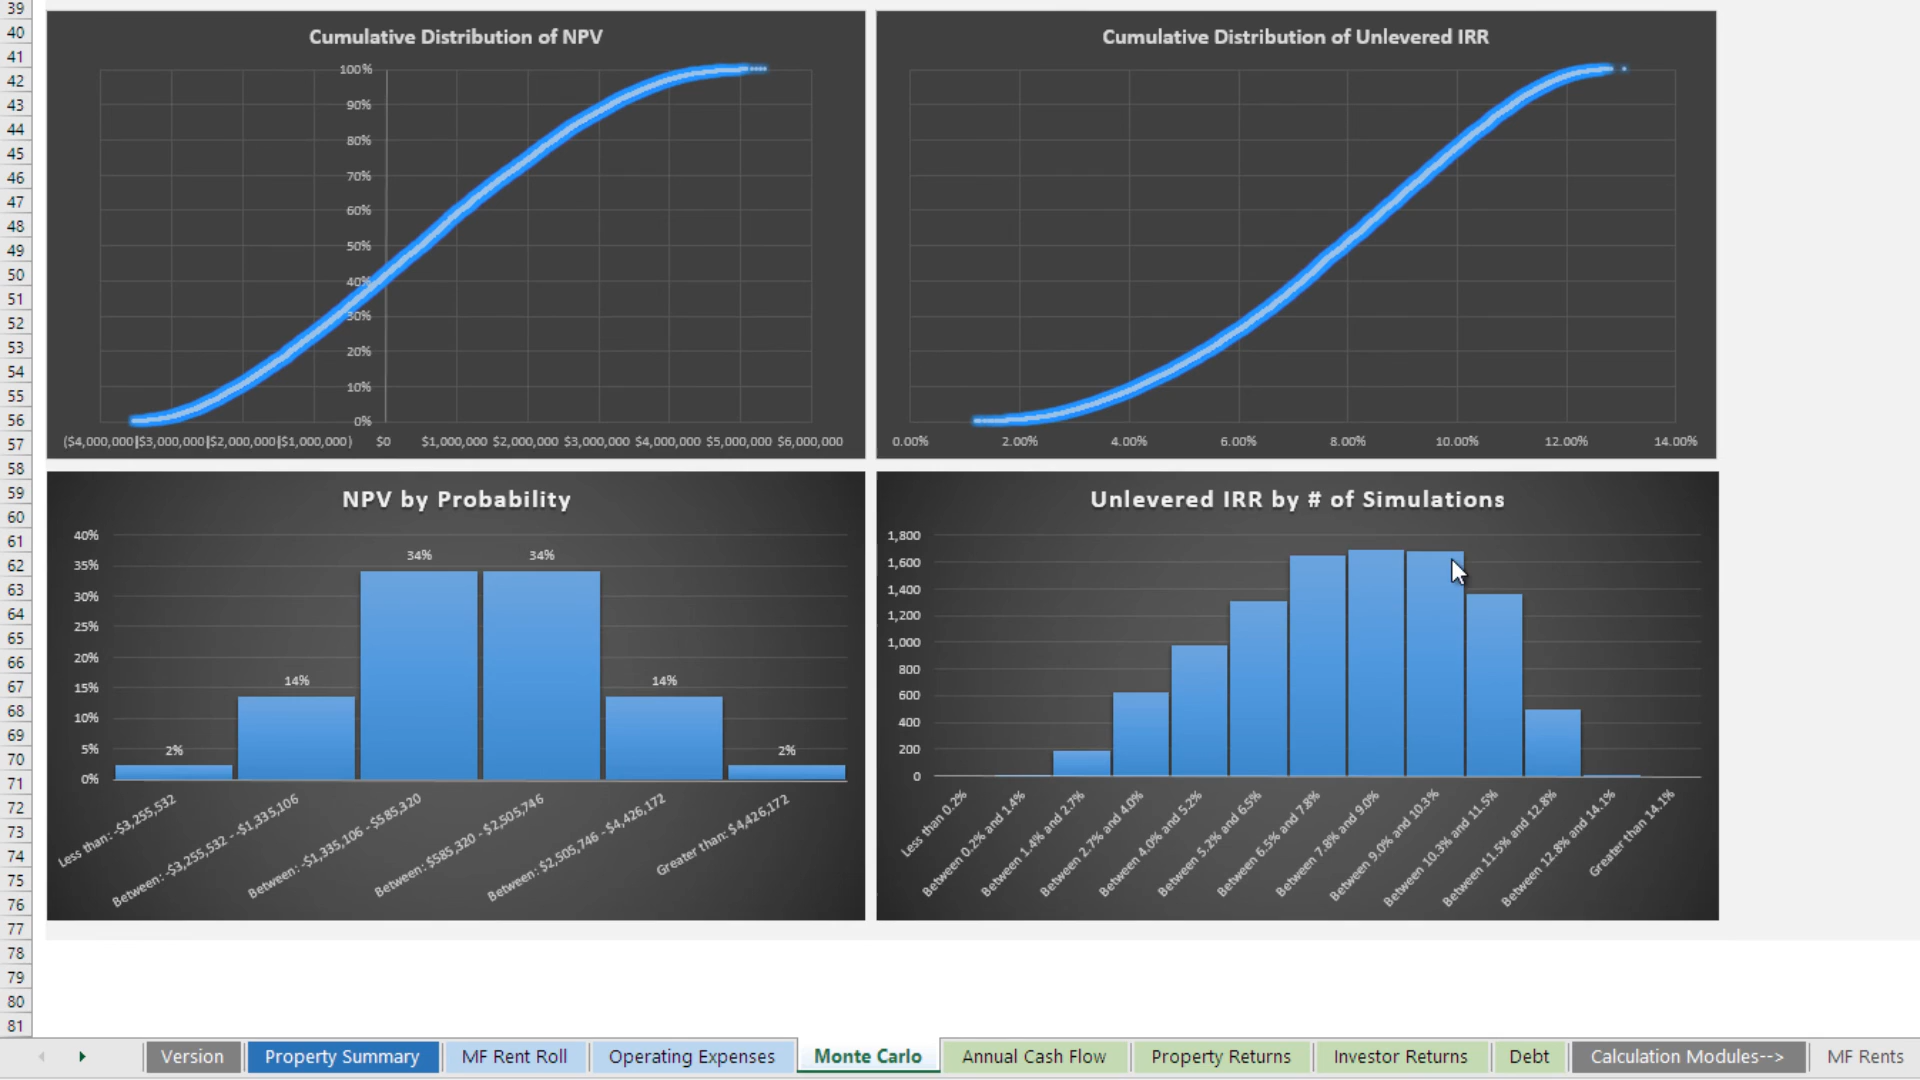 39
40
41
42
43
44
45
46
47
48
49
50
51
52
53
54
55
56
57
58
59
60
61
62
63
64
65
66
67
68
69
70
71
72
73
74
75
76
77
78
79
80
81
Cumulative Distribution of NPV
100%
90%
80%
70%
60%
50%
40%
30%
20%
10%
0%
($4,000,000) ($3,000,000) ($2,000,000) ($1,000,000) $0 $1,000,000 $2,000,000 $3,000,000 $4,000,000 $5,000,000 $6,000,000
Cumulative Distribution of Unlevered IRR
0.00% 2.00% 4.00% 6.00% 8.00% 10.00% 12.00% 14.00%
NPV by Probability
40%
35%
30%
25%
20%
15%
10%
5%
0%
2% 14% 34% 34% 14% 2%
Less than: -$3,255,532
Between: -$3,255,532 - -$1,335,106
Between: -$1,335,106 - $585,320
Between: $585,320 - $2,505,746
Between: $2,505,746 - $4,426,172
Greater than: $4,426,172
Unlevered IRR by # of Simulations
1,800
1,600
1,400
1,200
1,000
800
600
400
200
0
Less than 0.2%
Between 0.2% and 1.4%
Between 1.4% and 2.7%
Between 2.7% and 4.0%
Between 4.0% and 5.2%
Between 5.2% and 6.5%
Between 6.5% and 7.8%
Between 7.8% and 9.0%
Between 9.0% and 10.3%
Between 10.3% and 11.5%
Between 11.5% and 12.8%
Between 12.8% and 14.1%
Greater than 14.1%
Version Property Summary MF Rent Roll Operating Expenses Monte Carlo Annual Cash Flow Property Returns Investor Returns Debt Calculation Modules--> MF Rents